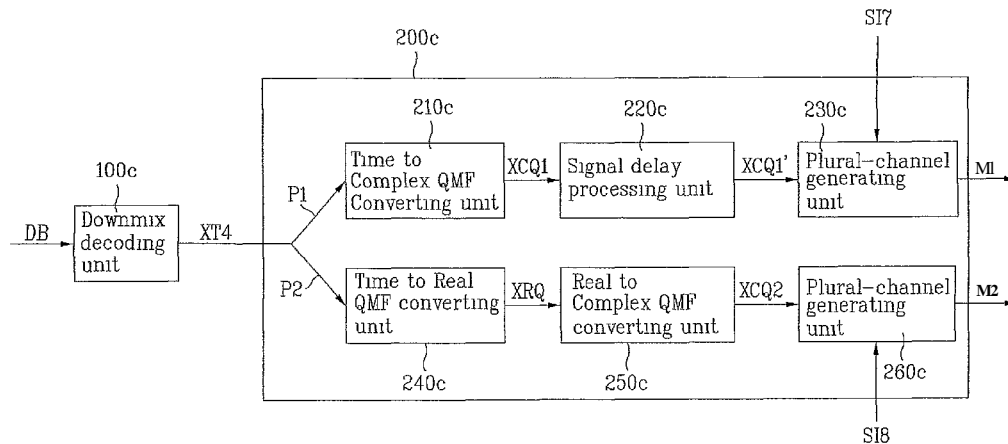 SI7
200c
210c
220c
230c
100c
Time to
Complex QMF
Converting unit
XCQ1
Signal delay
processing unit
XCQ1'
Plural-channel
generating
unit
M1
P1
DB
Downmix
decoding
unit
XT4
P2
Time to Real
QMF converting
unit
XRQ
Real to
Complex QMF
converting unit
XCQ2
Plural-channel
generating
unit
M2
240c
250c
260c
SI8